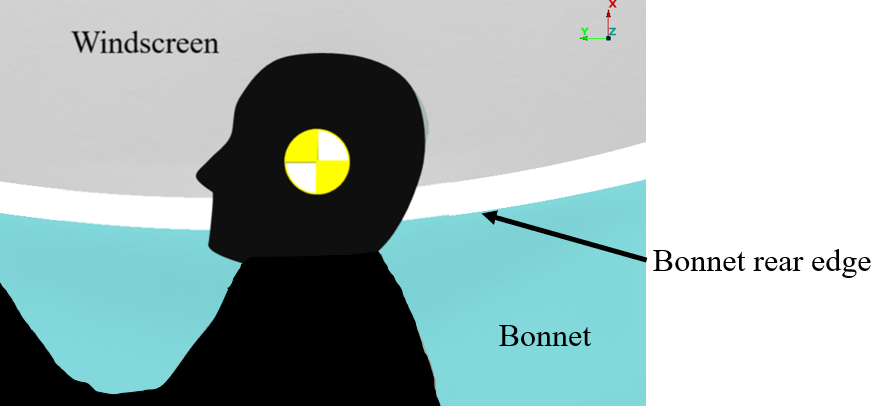 Windscreen
X
Y
Z
Bonnet rear edge
Bonnet